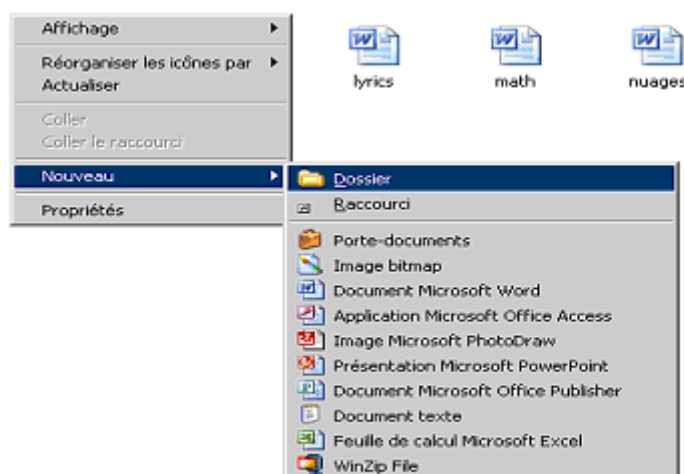 Affichage
Réorganiser les icônes par
Actualiser
Coller
Coller le raccourci
Nouveau
Propriétés
lyrics
math
nuages
Dossier
Raccourci
Porte-documents
Image bitmap
Document Microsoft Word
Application Microsoft Office Access
Image Microsoft PhotoDraw
Présentation Microsoft PowerPoint
Document Microsoft Office Publisher
Document texte
Feuille de calcul Microsoft Excel
WinZip File